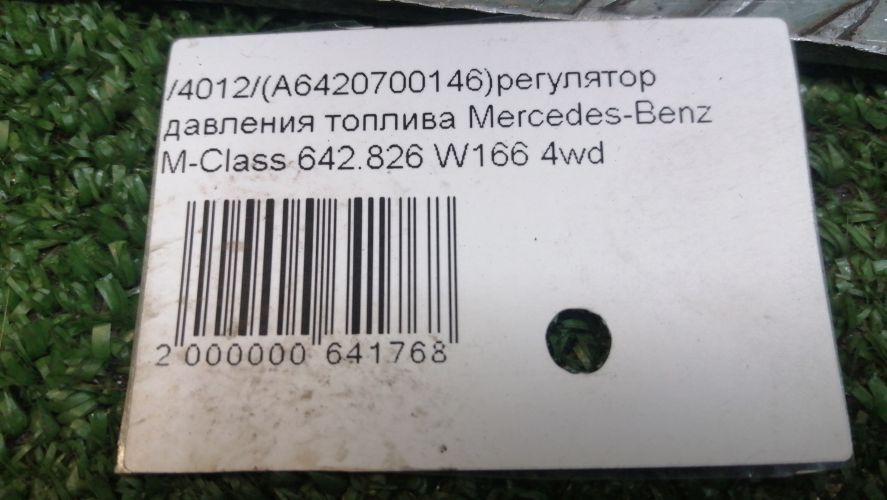 /4012/(A6420700146)регулятор
давления топлива Mercedes-Benz
M-Class 642.826 W166 4wd
2 000000 641768